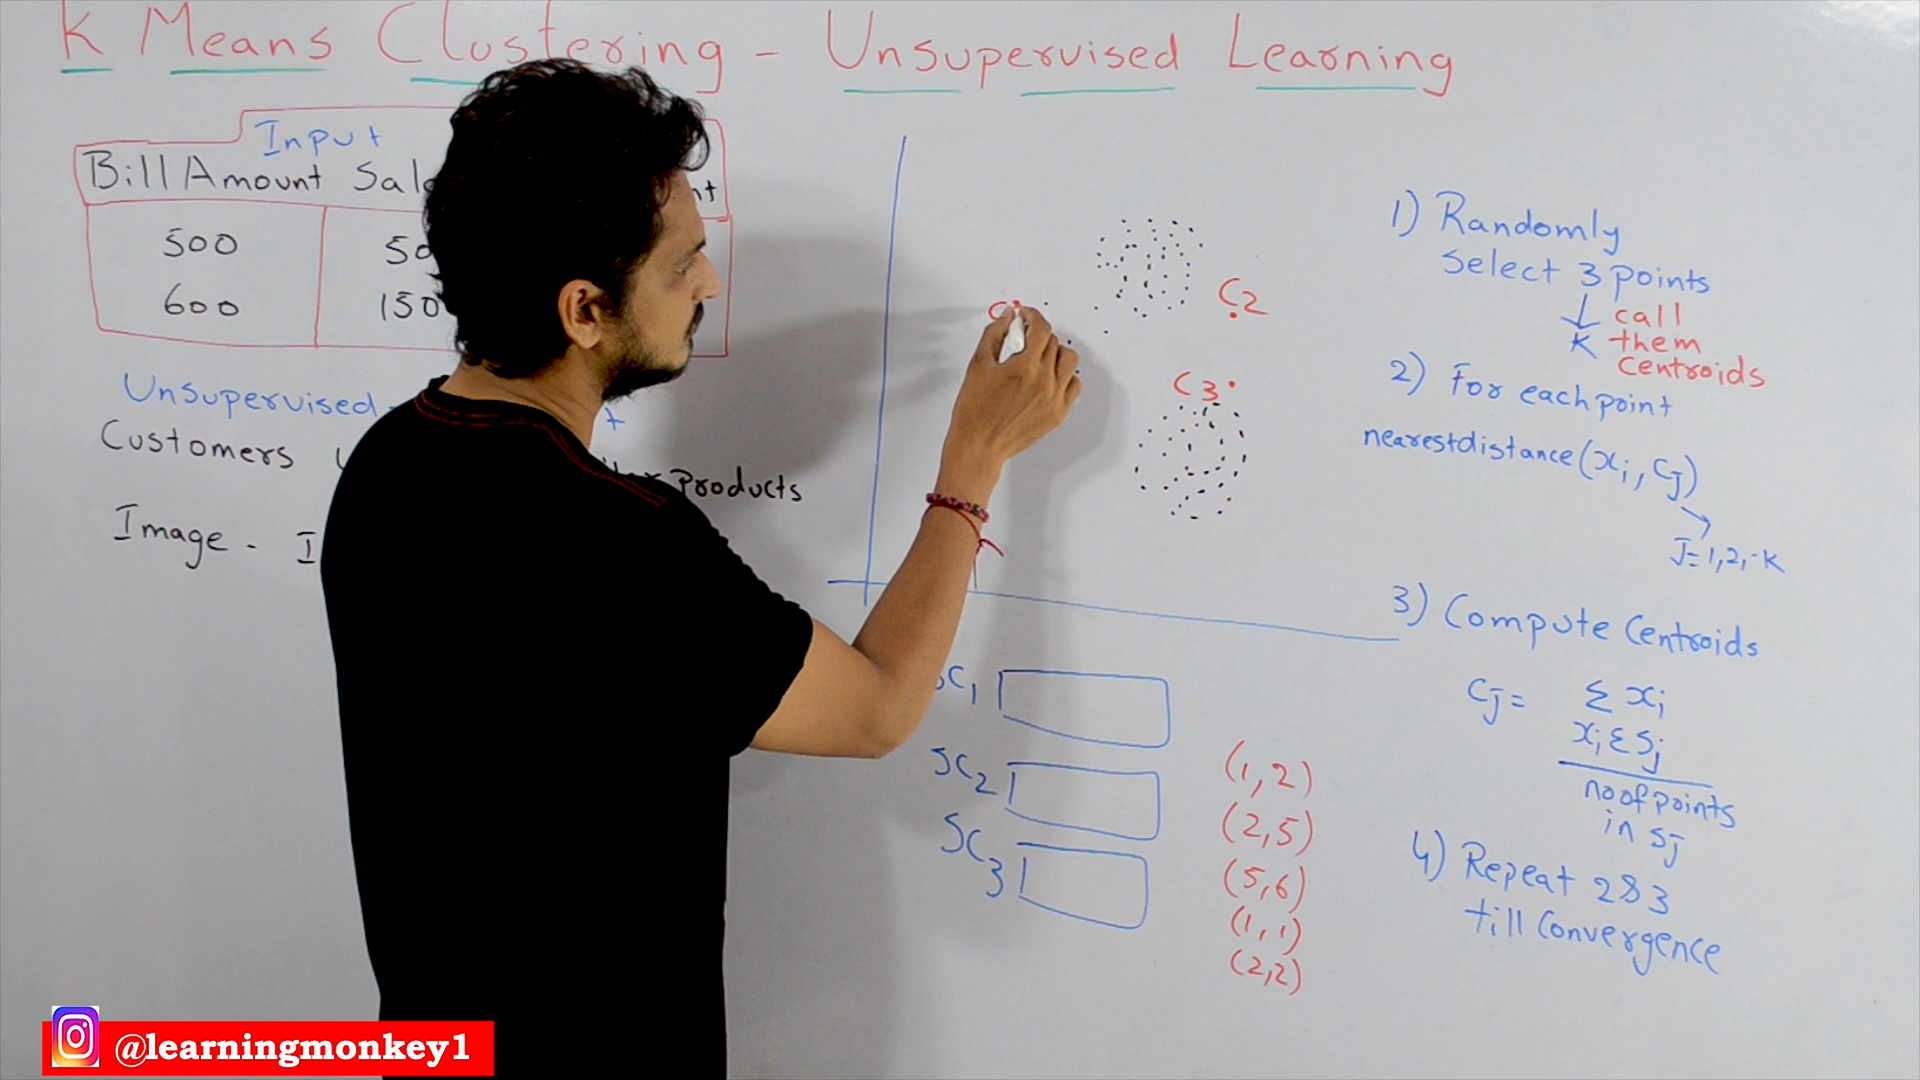 K Means Clustering - Unsupervised Learning
Input
Bill Amount
500
600 150
Unsupervised
Customers
products
Image - I
C2
C3
SC1
SC2
SC3
(1,2)
(2,5)
(5,6)
(1,1)
(2,2)
1) Randomly
Select 3 points
↓ call
K them
centroids
2) For each point
nearestdistance(xi, Cj)
J=1,2,-K
3) Compute Centroids
Cj= Σ xi
xi Σ Sj
no of points
in Sj
4) Repeat 2&3
till Convergence
@learningmonkey1